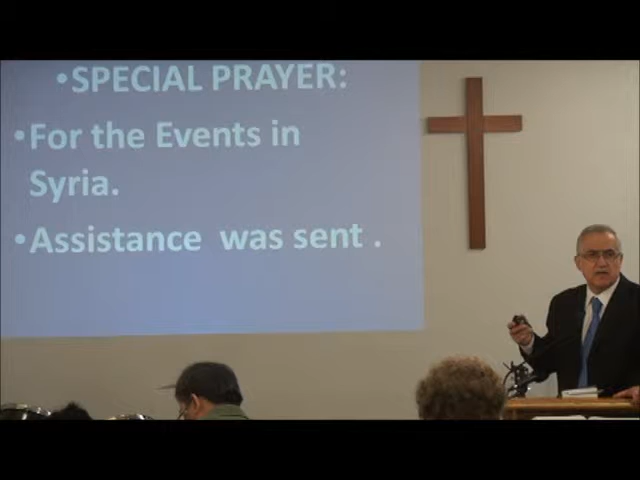 •SPECIAL PRAYER:
•For the Events in
Syria.
•Assistance was sent .